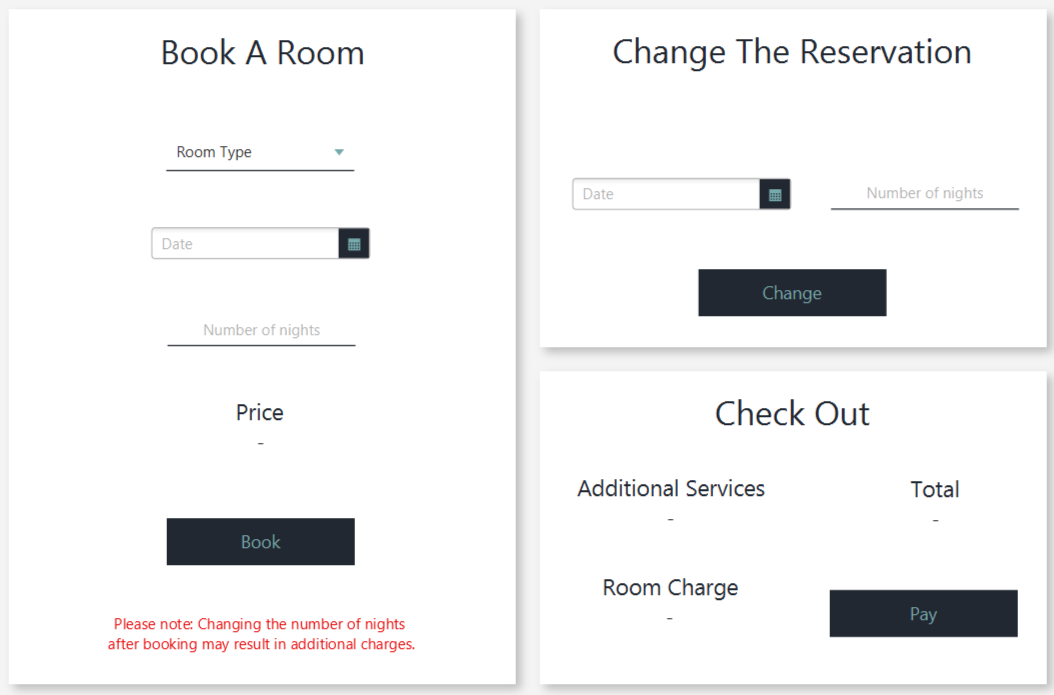 Book A Room
Room Type
Date
Number of nights
Price
-
Book
Please note: Changing the number of nights
after booking may result in additional charges.
Change The Reservation
Date
Number of nights
Change
Check Out
Additional Services
-
Total
-
Room Charge
-
Pay